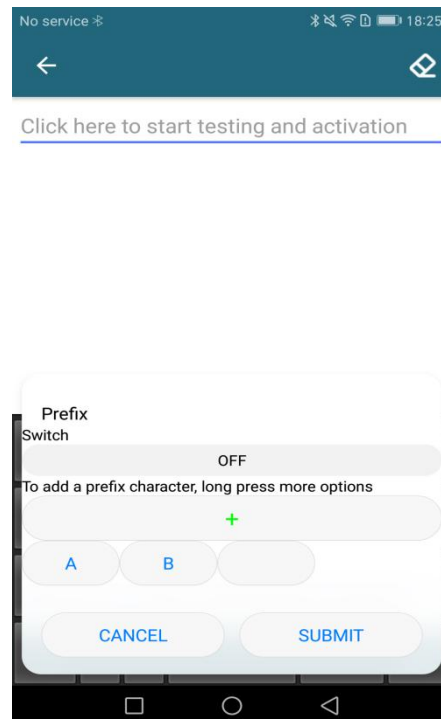 No service
18:25
Click here to start testing and activation
Prefix
Switch
OFF
To add a prefix character, long press more options
+
A B
CANCEL SUBMIT